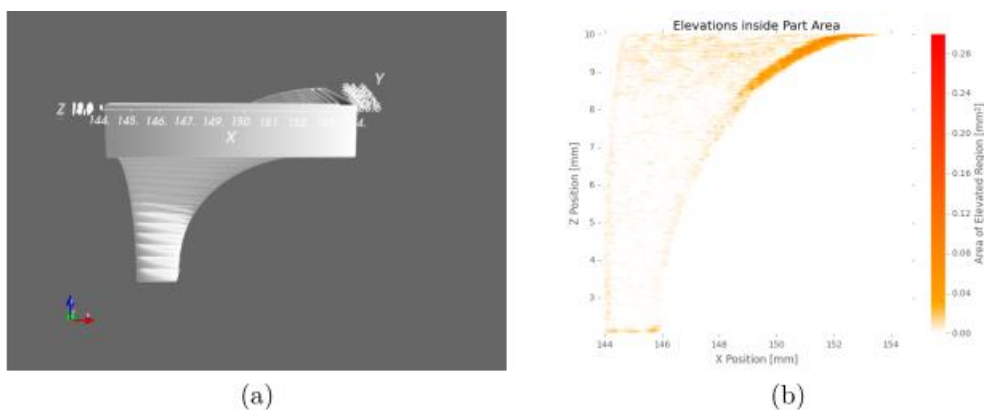 Y
Z
144. 145. 146. 147. 149. 150. 151. 152.
X
(a)
Elevations inside Part Area
10
9
8
7
6
5
4
3
Z Position [mm]
144 146 148 150 152 154
X Position [mm]
0.28
0.24
0.20
0.16
0.12
0.08
0.04
0.00
Area of Elevated Region [mm²]
(b)